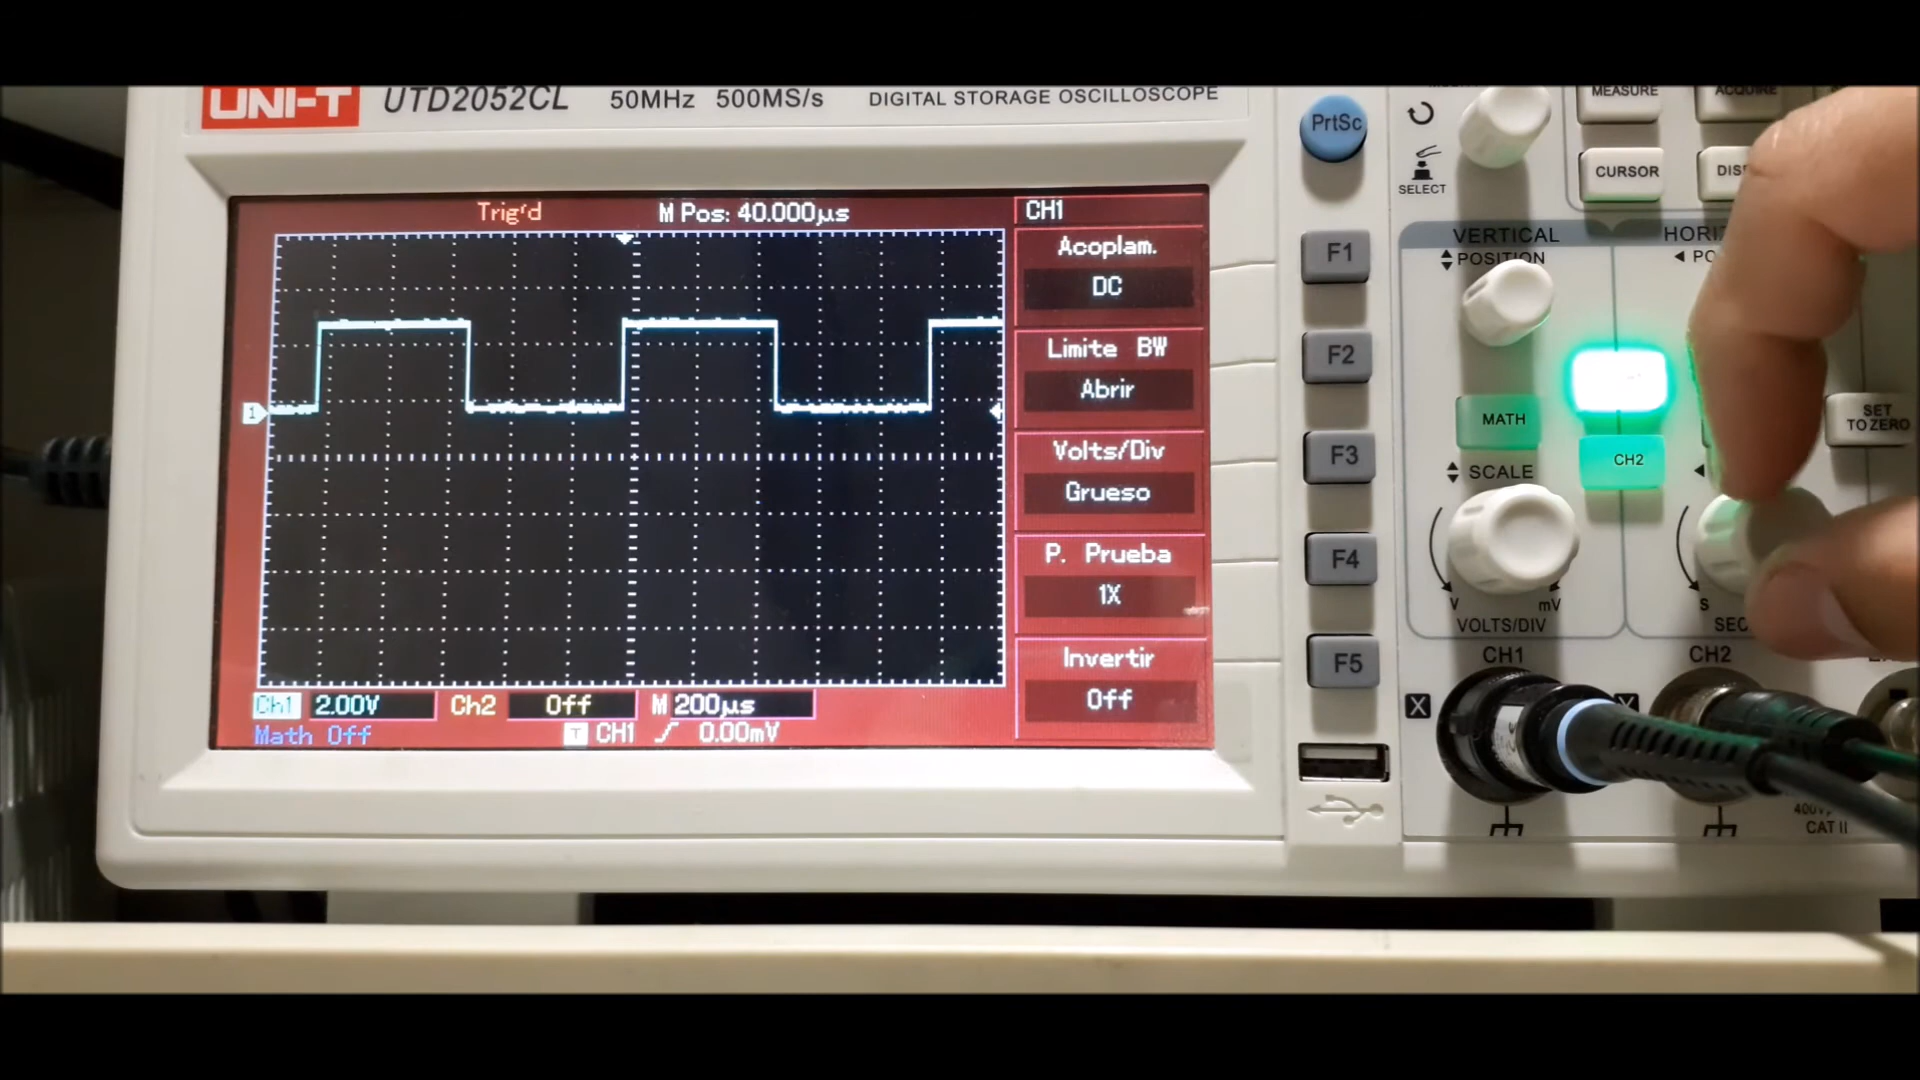 UNI-T UTD2052CL 50MHz 500MS/s DIGITAL STORAGE OSCILLOSCOPE
Trig'd M Pos: 40.000µs CH1
Acoplam.
DC
Limite BW
Abrir
Volts/Div
Grueso
P. Prueba
1X
Invertir
Off
1
Ch1 2.00V Ch2 Off M 200µs
Math Off T CH1 0.00mV
PrtSc
F1
F2
F3
F4
F5
SELECT
MEASURE
ACQUIRE
CURSOR
VERTICAL
POSITION
MATH
CH2
SET
TO ZERO
SCALE
V mV
VOLTS/DIV
S
SEC
CH1
CH2
X
CAT II